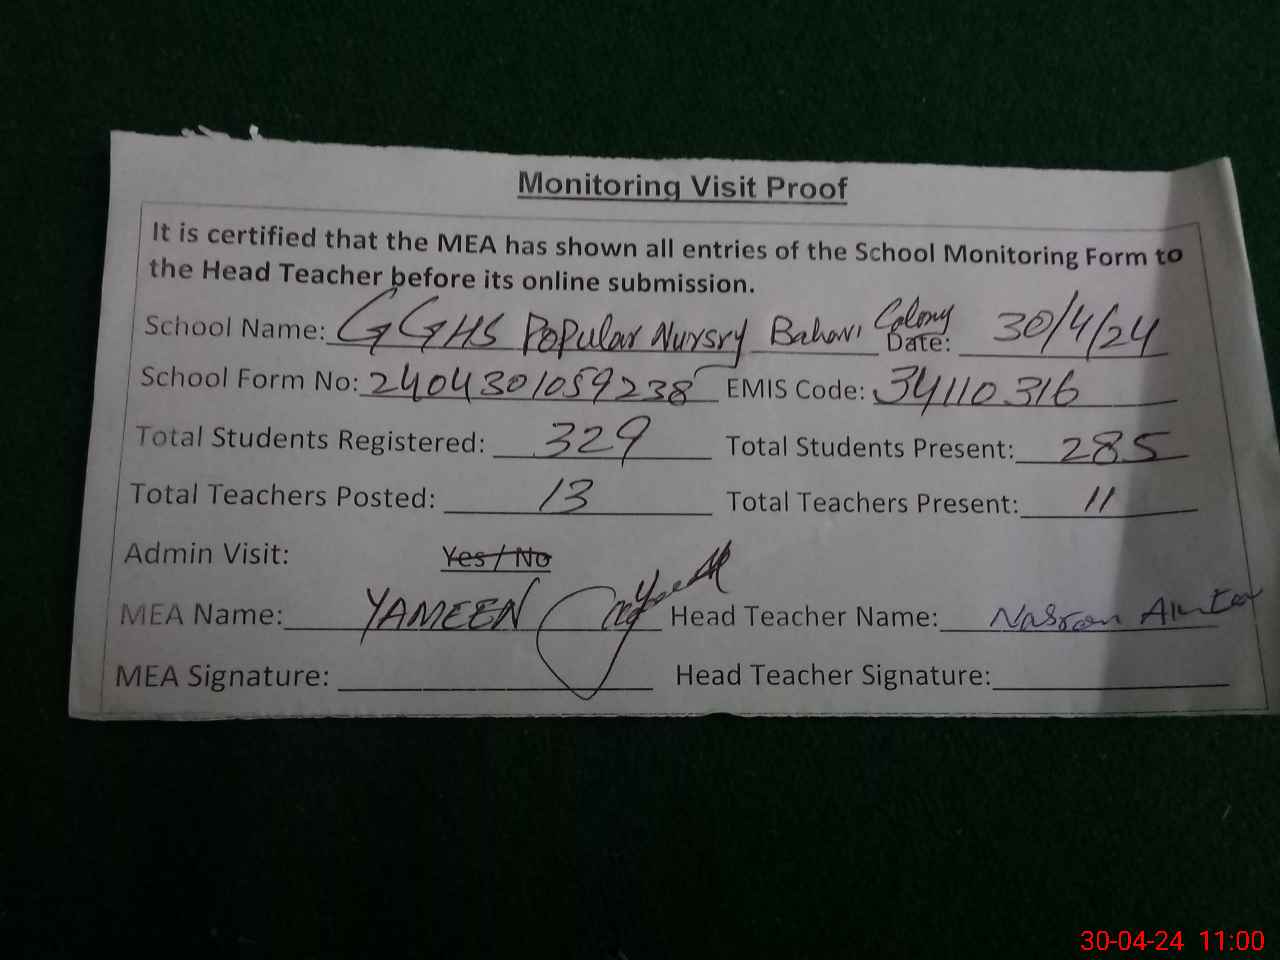 Monitoring Visit Proof
It is certified that the MEA has shown all entries of the School Monitoring Form to
the Head Teacher before its online submission.
School Name: GGHS Popular Nursry Bahari Colony Date: 30/4/24
School Form No: 2404301059238 EMIS Code: 34110316
Total Students Registered: 329 Total Students Present: 285
Total Teachers Posted: 13 Total Teachers Present: 11
Admin Visit: Yes / No
MEA Name: YAMEEN Head Teacher Name:
MEA Signature: Head Teacher Signature:
30-04-24 11:00